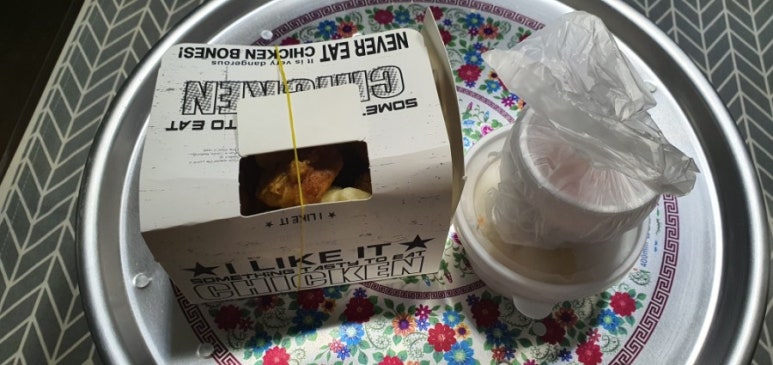 NEVER EAT CHICKEN BONES!
It is very dangerous
SOME
CHICKEN
TO EAT
I LIKE IT
★ I LIKE IT ★
SOMETHING TASTY TO EAT
CHICKEN